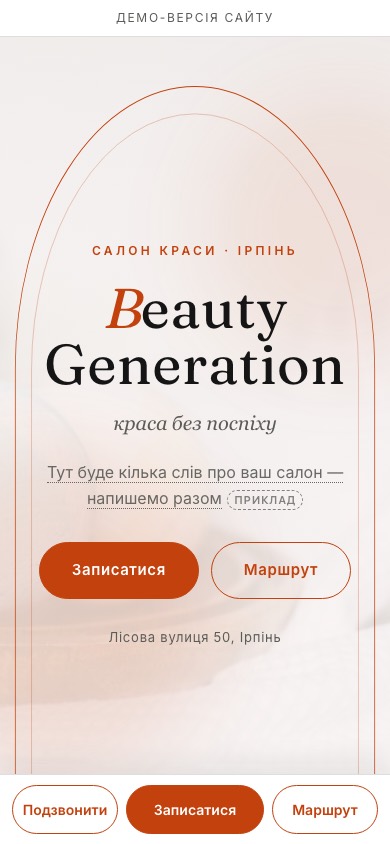 ДЕМО-ВЕРСІЯ САЙТУ
САЛОН КРАСИ · ІРПІНЬ
Beauty
Generation
краса без поспіху
Тут буде кілька слів про ваш салон —
напишемо разом ПРИКЛАД
Записатися Маршрут
Лісова вулиця 50, Ірпінь
Подзвонити Записатися Маршрут